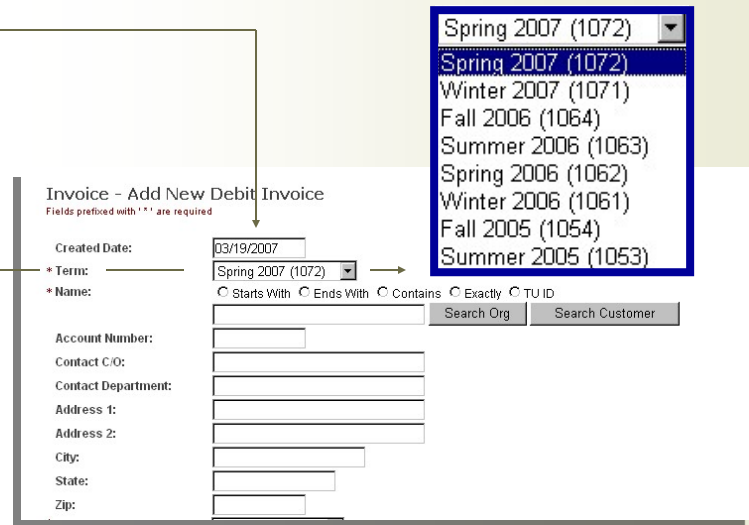 Spring 2007 (1072)
Spring 2007 (1072)
Winter 2007 (1071)
Fall 2006 (1064)
Summer 2006 (1063)
Spring 2006 (1062)
Winter 2006 (1061)
Fall 2005 (1054)
Summer 2005 (1053)
Invoice - Add New Debit Invoice
Fields prefixed with ' * ' are required
Created Date: 03/19/2007
* Term: Spring 2007 (1072)
* Name: Starts With Ends With Contains Exactly TU ID
Search Org Search Customer
Account Number:
Contact C/O:
Contact Department:
Address 1:
Address 2:
City:
State:
Zip: